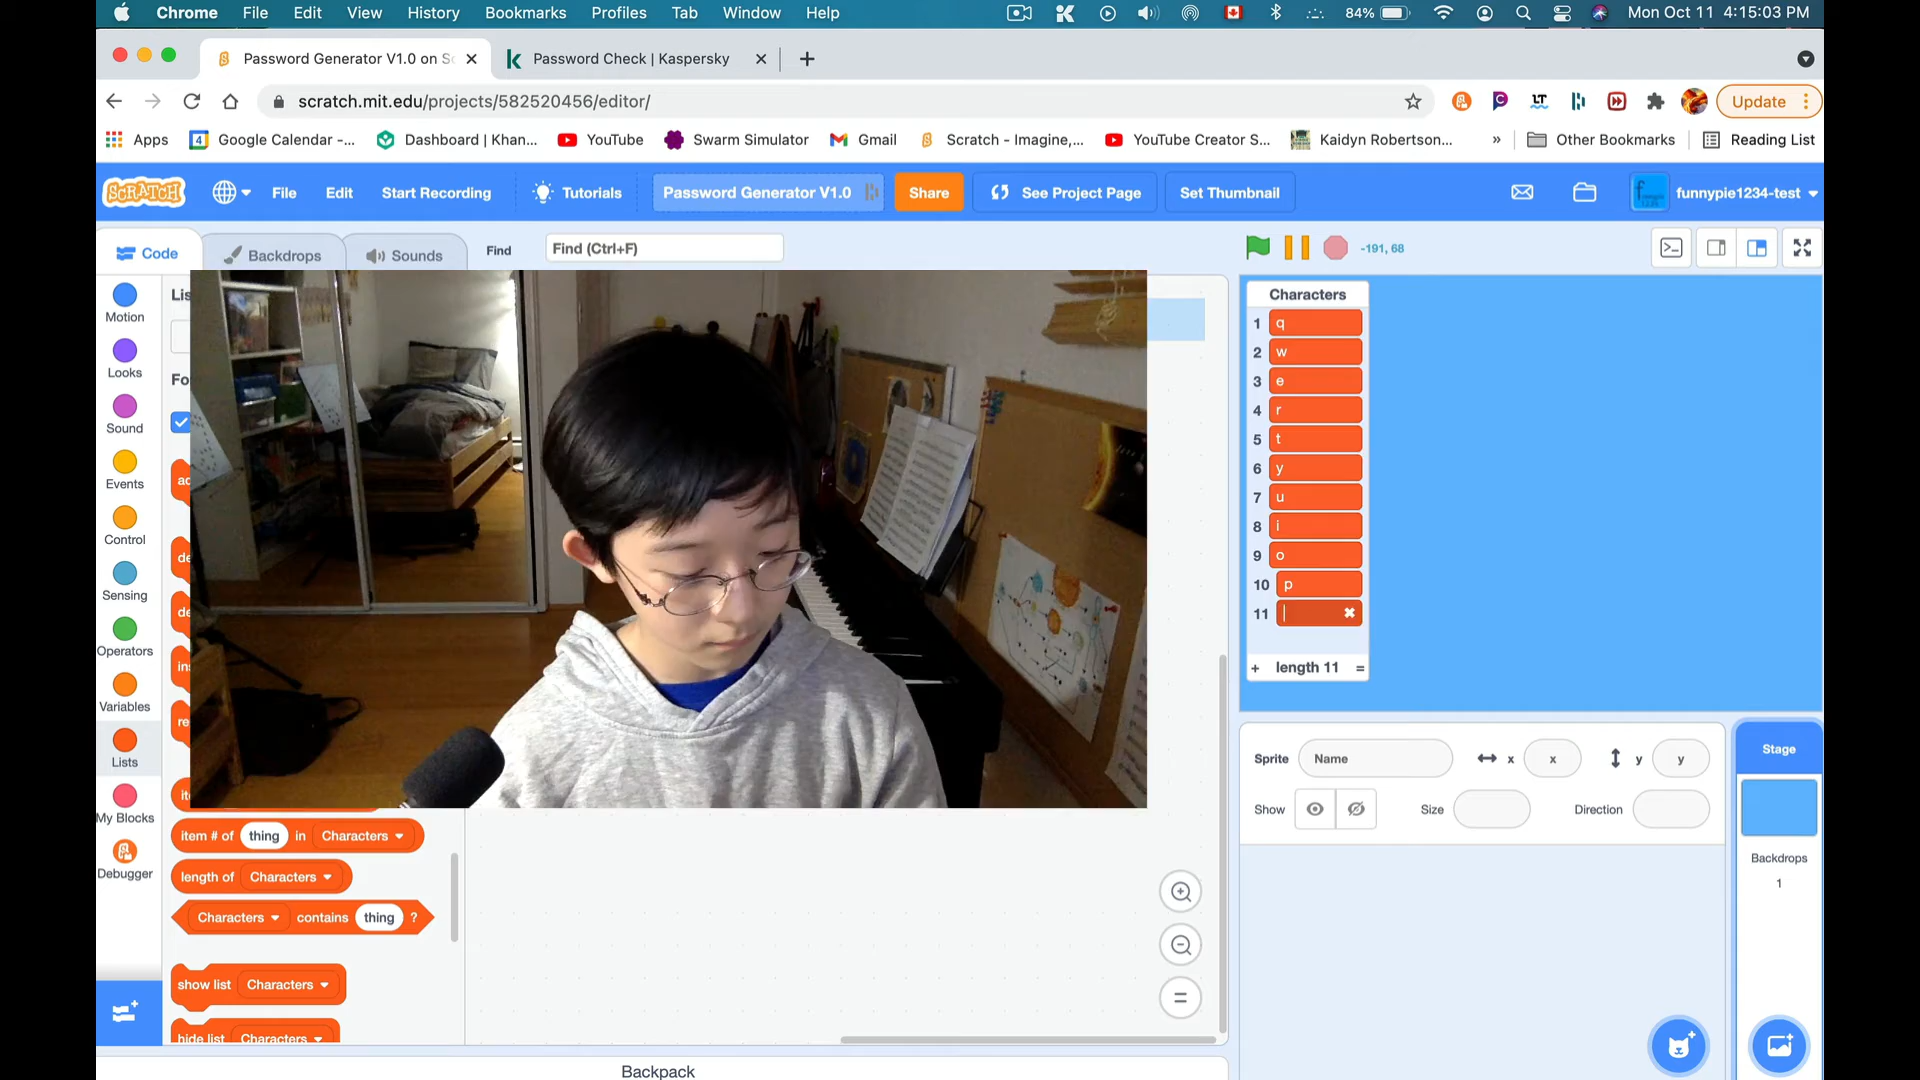 Chrome File Edit View History Bookmarks Profiles Tab Window Help 84% Mon Oct 11 4:15:03 PM
Password Generator V1.0 on Sc
Password Check | Kaspersky
scratch.mit.edu/projects/582520456/editor/
Update
Apps
Google Calendar -...
Dashboard | Khan...
YouTube
Swarm Simulator
Gmail
Scratch - Imagine,...
YouTube Creator S...
Kaidyn Robertson...
»
Other Bookmarks
Reading List
SCRATCH
File
Edit
Start Recording
Tutorials
Password Generator V1.0
Share
See Project Page
Set Thumbnail
funnypie1234-test
Code
Backdrops
Sounds
Find
Find (Ctrl+F)
-191, 68
Motion
Looks
Sound
Events
Control
Sensing
Operators
Variables
Lists
My Blocks
Debugger
Lis
Fo
item # of thing in Characters
length of Characters
Characters contains thing ?
show list Characters
hide list Characters
Backpack
Characters
1 q
2 w
3 e
4 r
5 t
6 y
7 u
8 i
9 o
10 p
11
+ length 11 =
Sprite Name x x y y
Show Size Direction
Stage
Backdrops
1